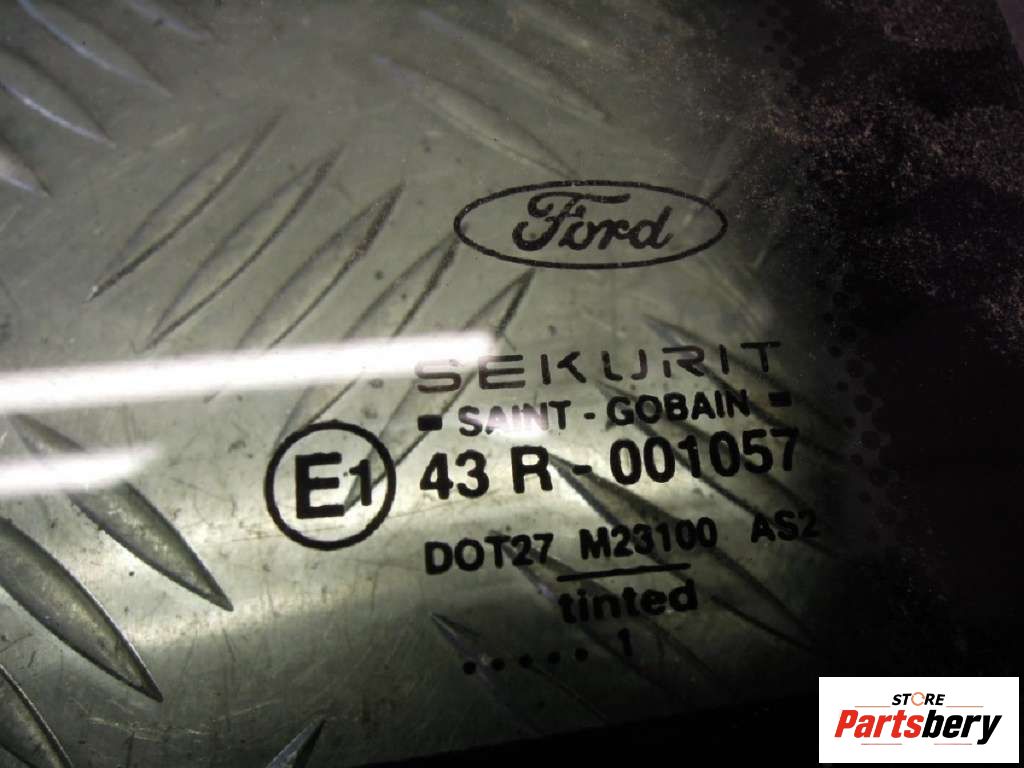 Ford
SEKURIT
- SAINT - GOBAIN -
E1 43 R - 001057
DOT27 M23100 AS2
tinted
..... 1
STORE
Partsbery